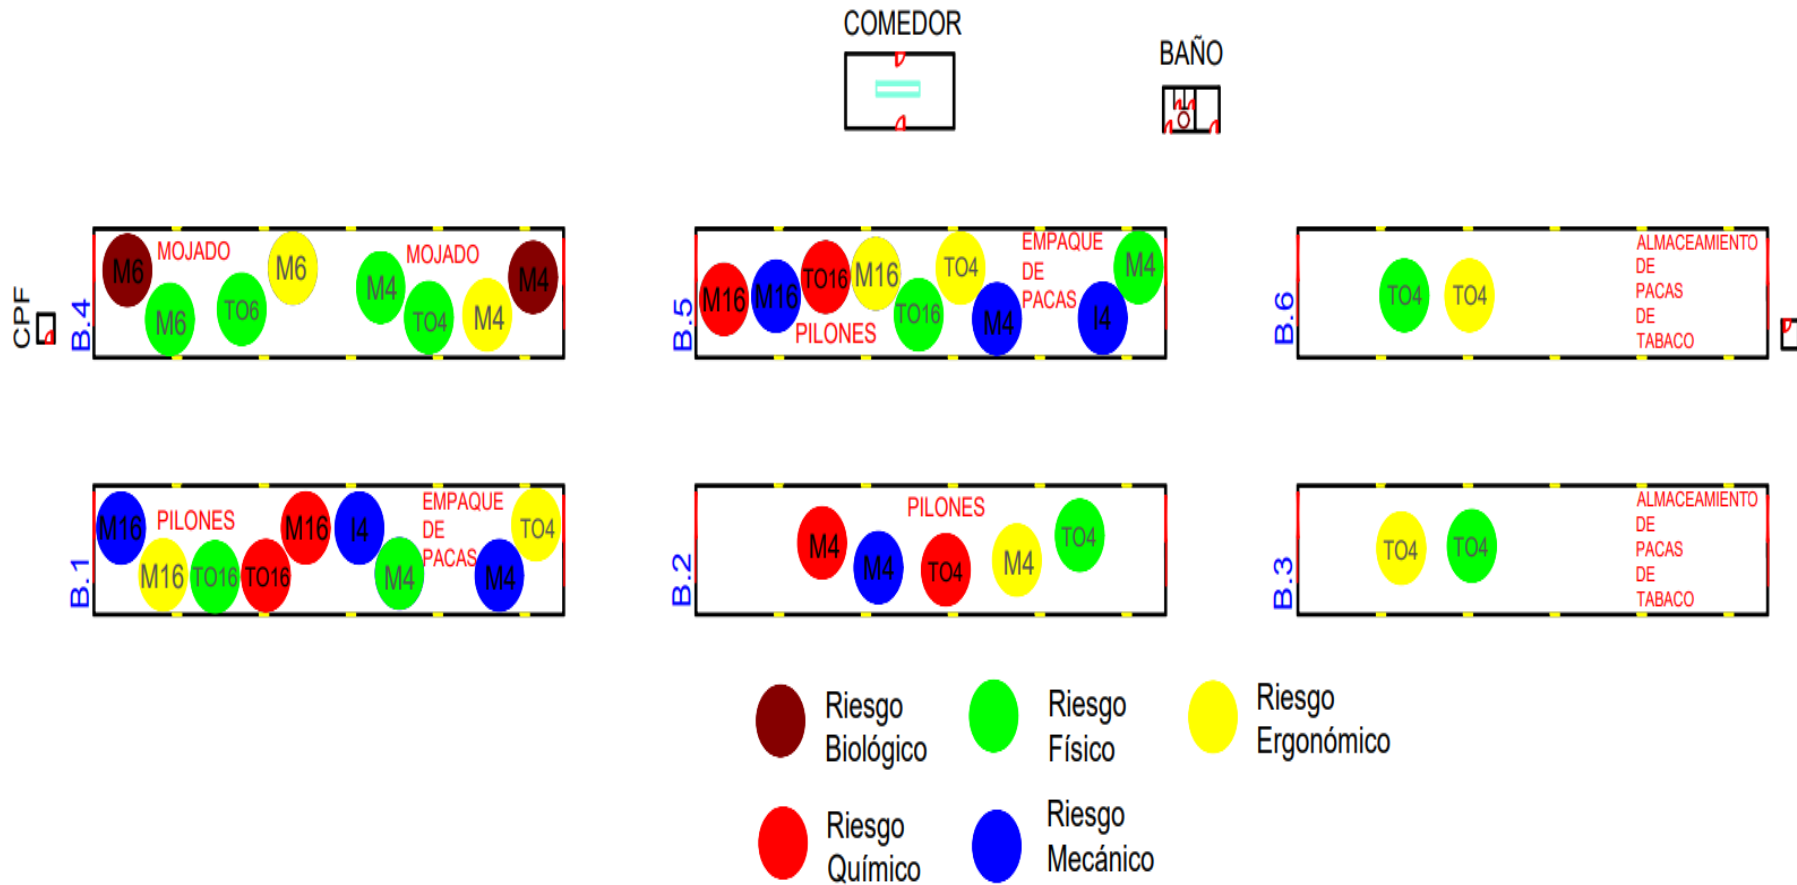 COMEDOR
BAÑO
CPF
B.4
MOJADO
MOJADO
M6
M6
TO6
M6
M4
TO4
M4
M4
B.5
M16
M16
TO16
M16
TO16
TO4
M4
I4
M4
PILONES
EMPAQUE
DE
PACAS
B.6
TO4
TO4
ALMACEAMIENTO
DE
PACAS
DE
TABACO
B.1
M16
M16
PILONES
TO16
TO16
M16
I4
M4
EMPAQUE
DE
PACAS
M4
TO4
B.2
PILONES
M4
M4
TO4
M4
TO4
B.3
TO4
TO4
ALMACEAMIENTO
DE
PACAS
DE
TABACO
Riesgo
Biológico
Riesgo
Físico
Riesgo
Ergonómico
Riesgo
Químico
Riesgo
Mecánico